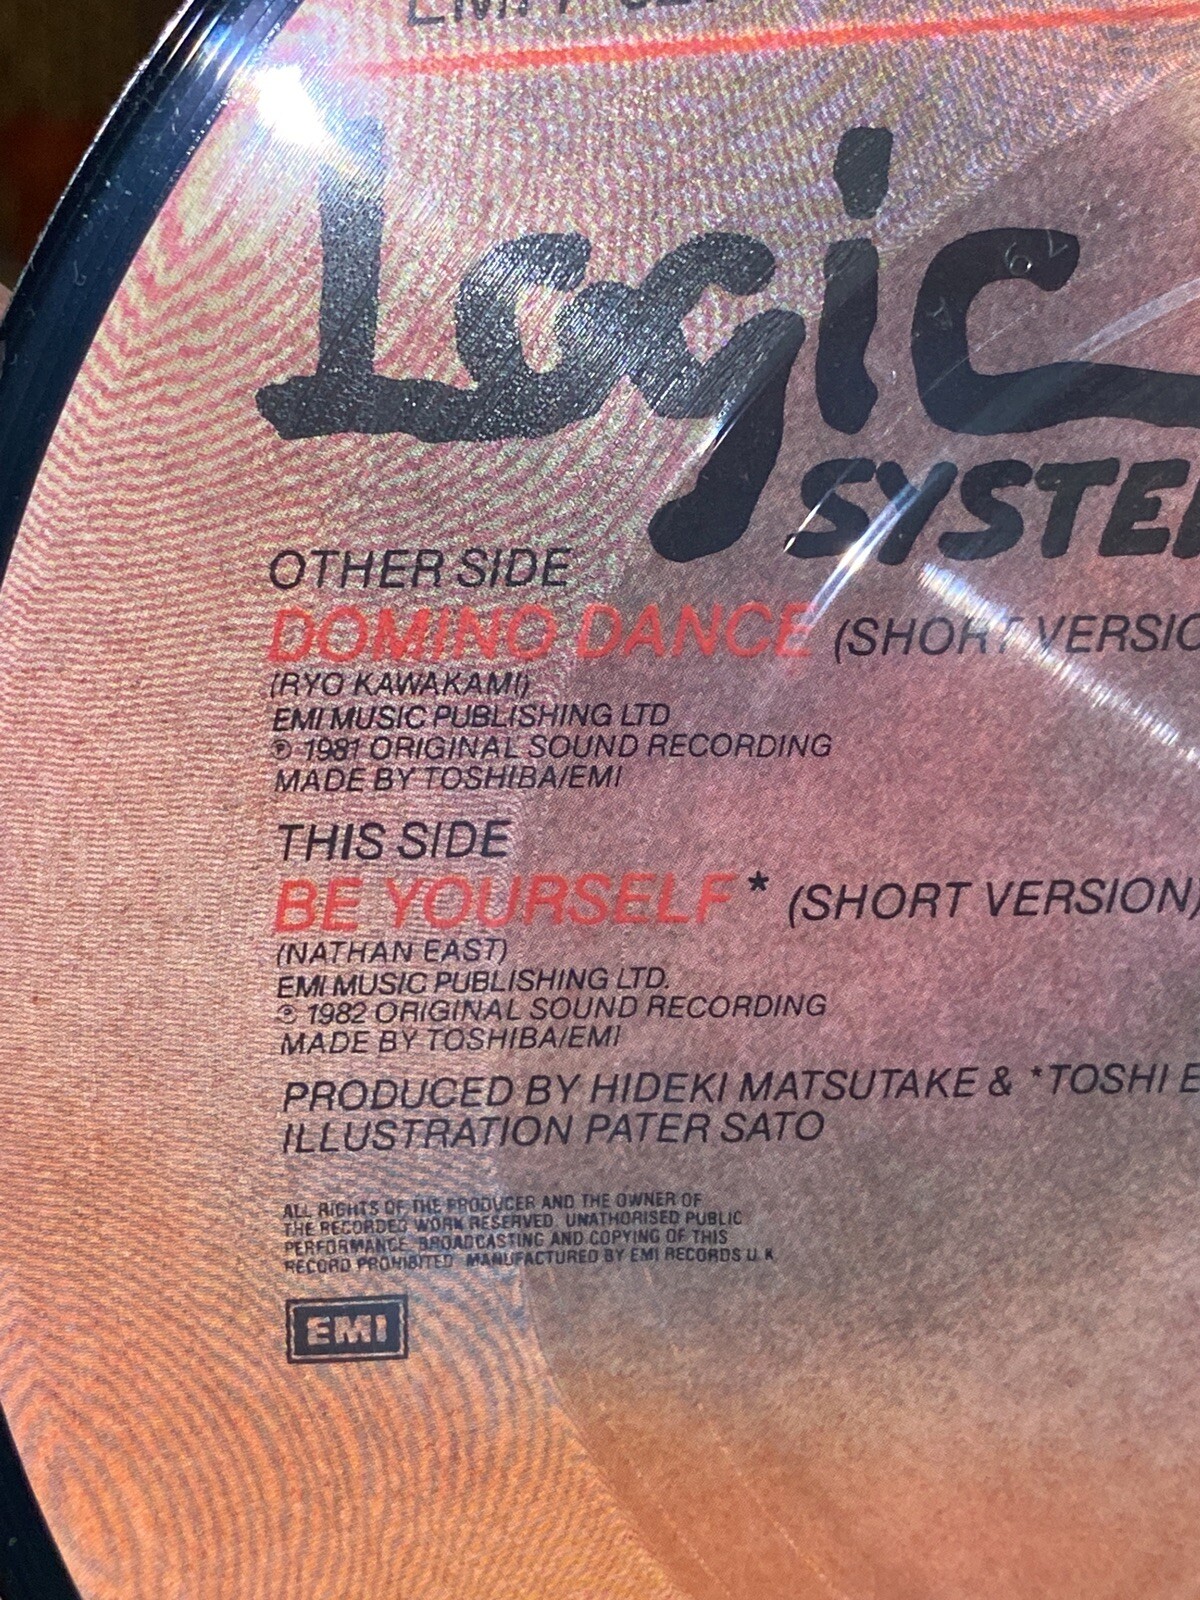 Logic
SYSTEM
OTHER SIDE
DOMINO DANCE (SHORT VERSIO
(RYO KAWAKAMI)
EMI MUSIC PUBLISHING LTD
℗ 1981 ORIGINAL SOUND RECORDING
MADE BY TOSHIBA/EMI
THIS SIDE
BE YOURSELF * (SHORT VERSION)
(NATHAN EAST)
EMI MUSIC PUBLISHING LTD.
℗ 1982 ORIGINAL SOUND RECORDING
MADE BY TOSHIBA/EMI
PRODUCED BY HIDEKI MATSUTAKE & *TOSHI E
ILLUSTRATION PATER SATO
ALL RIGHTS OF THE PRODUCER AND THE OWNER OF
THE RECORDED WORK RESERVED. UNATHORISED PUBLIC
PERFORMANCE, BROADCASTING AND COPYING OF THIS
RECORD PROHIBITED. MANUFACTURED BY EMI RECORDS U.K.
EMI